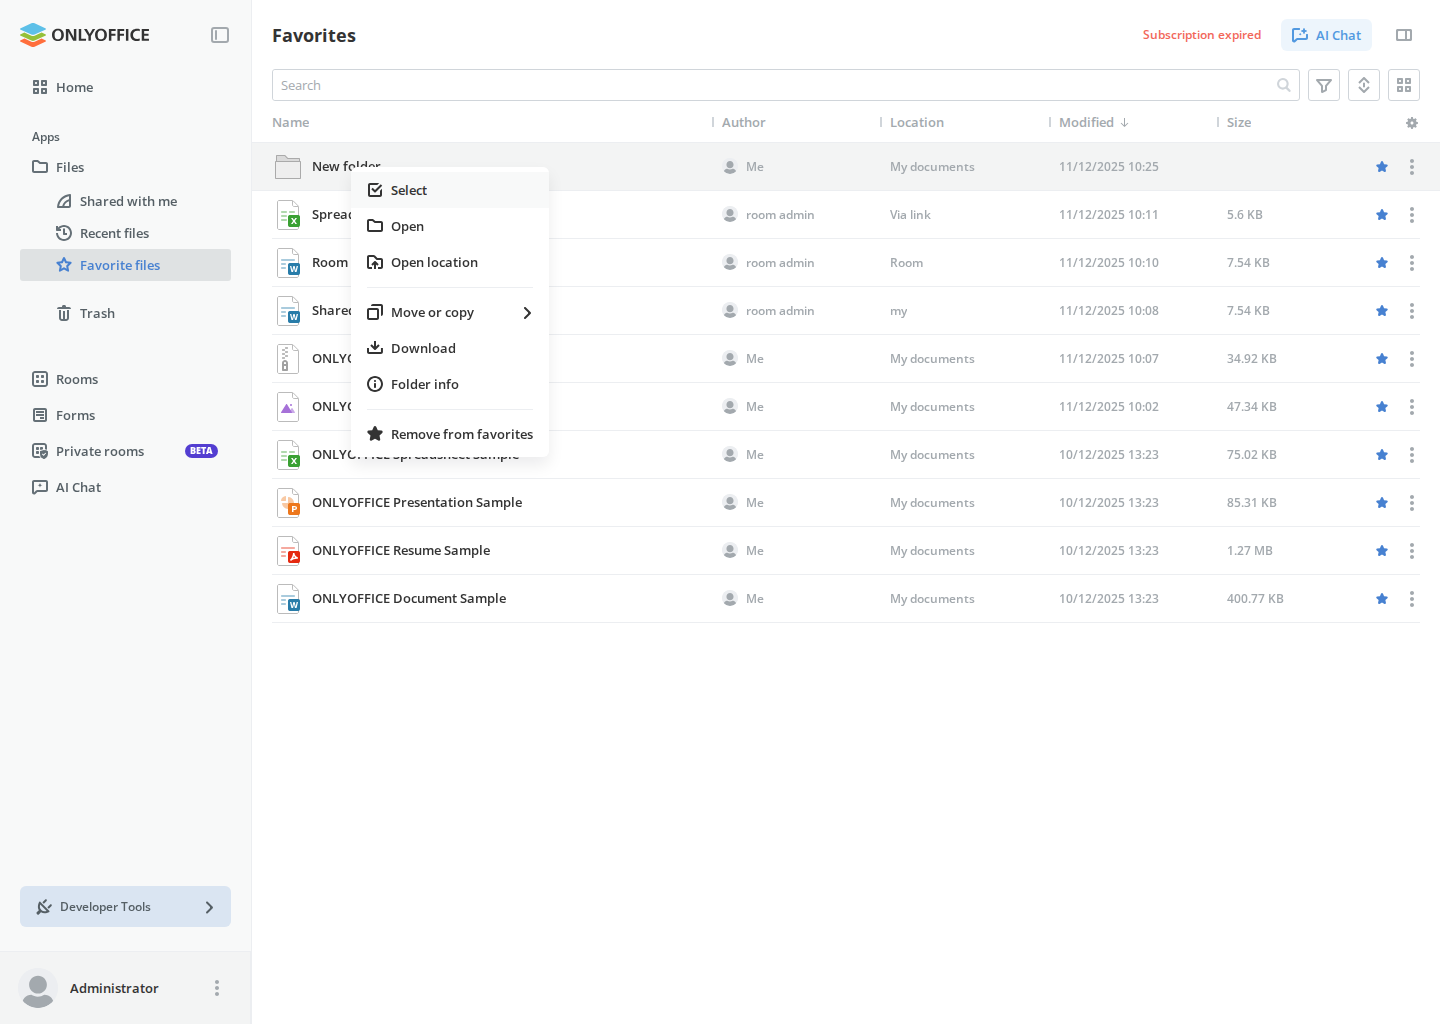 ONLYOFFICE
Home
Apps
Files
Shared with me
Recent files
Favorite files
Trash
Rooms
Forms
Private rooms BETA
AI Chat
Developer Tools
Administrator
Favorites
Subscription expired
AI Chat
Search
Name Author Location Modified Size
New folder Me My documents 11/12/2025 10:25
room admin Via link 11/12/2025 10:11 5.6 KB
Room room admin Room 11/12/2025 10:10 7.54 KB
room admin my 11/12/2025 10:08 7.54 KB
Me My documents 11/12/2025 10:07 34.92 KB
Me My documents 11/12/2025 10:02 47.34 KB
ONLYOFFICE Spreadsheet Sample Me My documents 10/12/2025 13:23 75.02 KB
ONLYOFFICE Presentation Sample Me My documents 10/12/2025 13:23 85.31 KB
ONLYOFFICE Resume Sample Me My documents 10/12/2025 13:23 1.27 MB
ONLYOFFICE Document Sample Me My documents 10/12/2025 13:23 400.77 KB
Select
Open
Open location
Move or copy
Download
Folder info
Remove from favorites